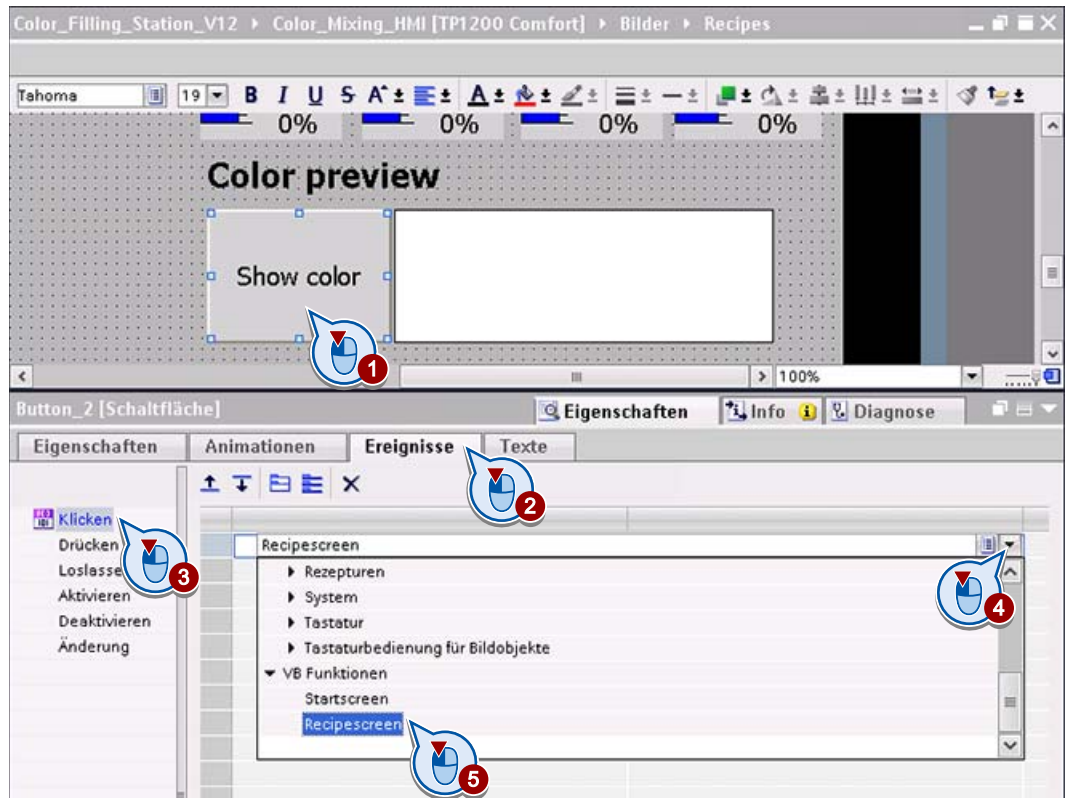 Color_Filling_Station_V12 ▸ Color_Mixing_HMI [TP1200 Comfort] ▸ Bilder ▸ Recipes
Tahoma 19 B I U S A
0% 0% 0% 0%
Color preview
Show color
1
100%
Button_2 [Schaltfläche] Eigenschaften Info Diagnose
Eigenschaften Animationen Ereignisse Texte
2
Klicken
Drücken
Loslasse
Aktivieren
Deaktivieren
Änderung
3
Recipescreen
4
Rezepturen
System
Tastatur
Tastaturbedienung für Bildobjekte
VB Funktionen
Startscreen
Recipescreen
5